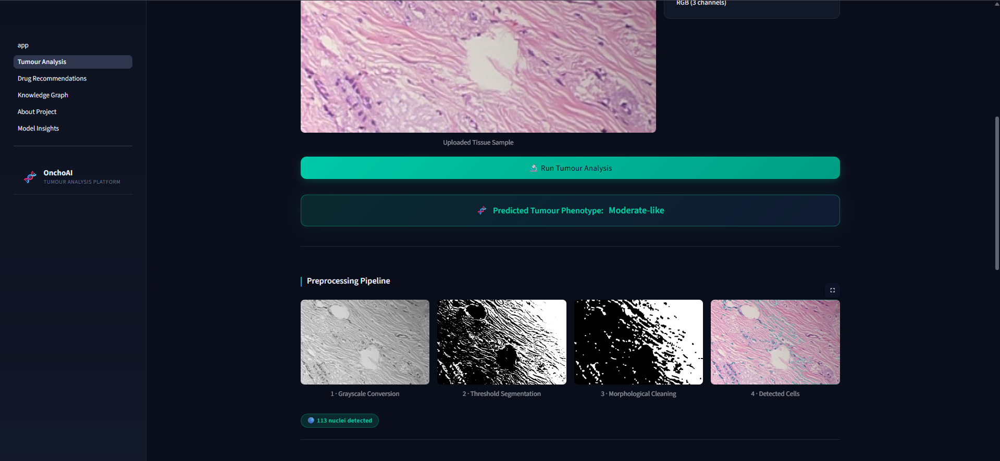 RGB (3 channels)
app
Tumour Analysis
Drug Recommendations
Knowledge Graph
About Project
Model Insights
OnchoAI
TUMOUR ANALYSIS PLATFORM
Uploaded Tissue Sample
Run Tumour Analysis
Predicted Tumour Phenotype: Moderate-like
Preprocessing Pipeline
1 · Grayscale Conversion
2 · Threshold Segmentation
3 · Morphological Cleaning
4 · Detected Cells
113 nuclei detected